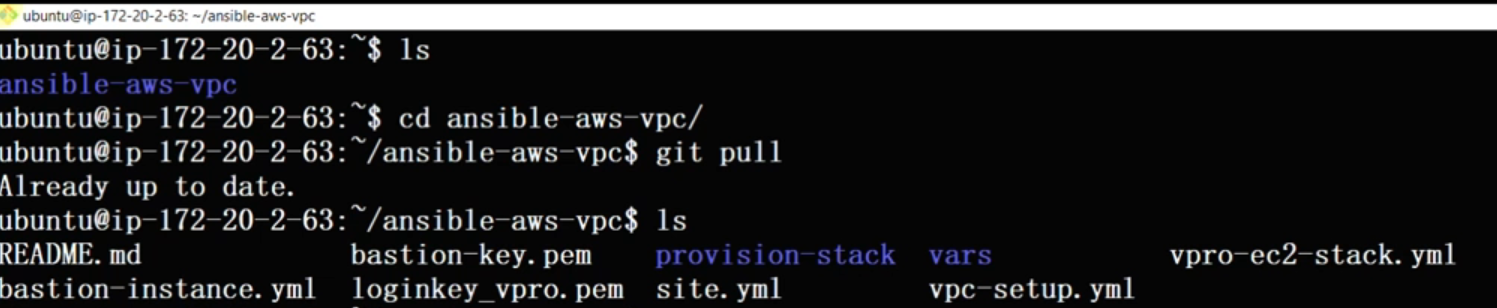 ubuntu@ip-172-20-2-63: ~/ansible-aws-vpc
ubuntu@ip-172-20-2-63:~$ ls
ansible-aws-vpc
ubuntu@ip-172-20-2-63:~$ cd ansible-aws-vpc/
ubuntu@ip-172-20-2-63:~/ansible-aws-vpc$ git pull
Already up to date.
ubuntu@ip-172-20-2-63:~/ansible-aws-vpc$ ls
README.md bastion-key.pem provision-stack vars vpro-ec2-stack.yml
bastion-instance.yml loginkey_vpro.pem site.yml vpc-setup.yml